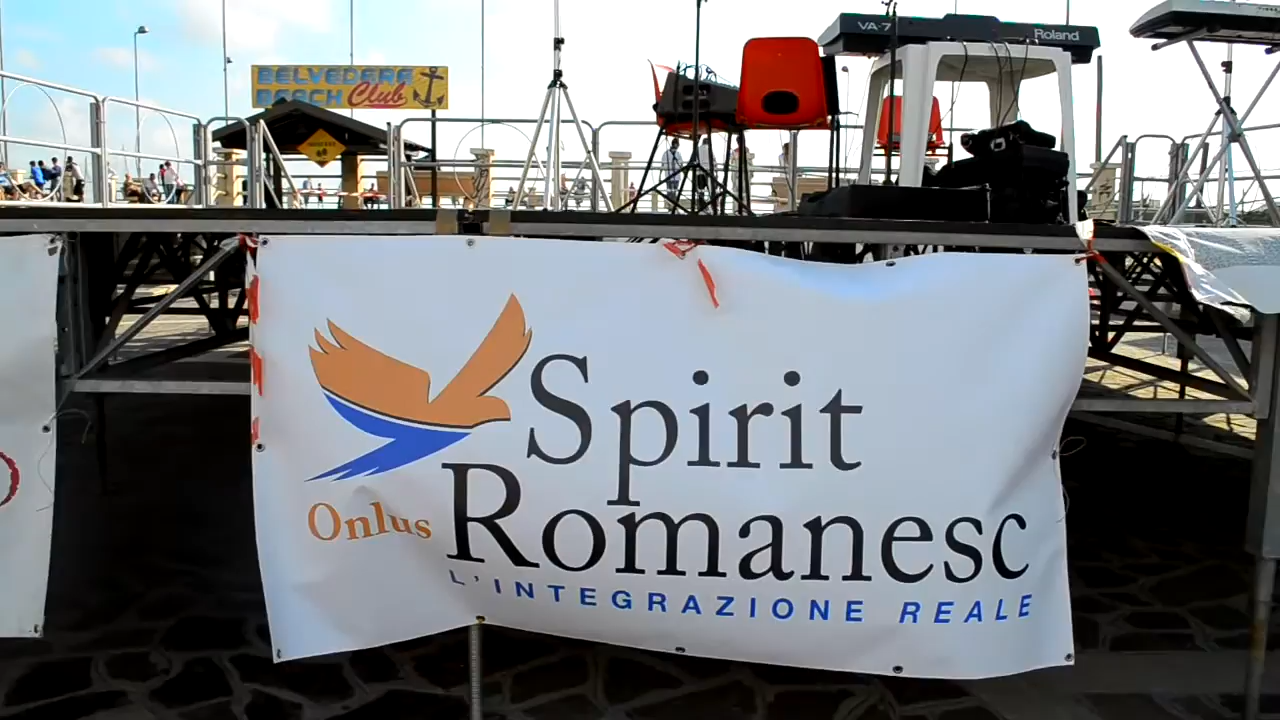 VA-7
Roland
BELVEDERE
BEACH Club
Spirit
Onlus
Romanesc
L'INTEGRAZIONE REALE